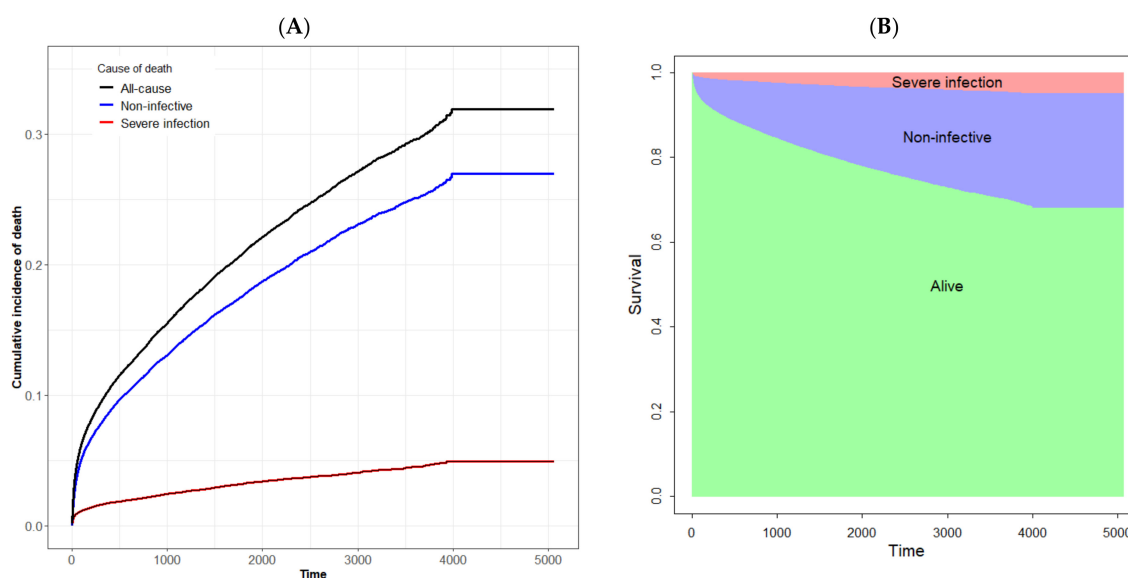 (A)
Cause of death
All-cause
Non-infective
Severe infection
Cumulative incidence of death
0.3
0.2
0.1
0.0
0 1000 2000 3000 4000 5000
Time
(B)
Severe infection
Non-infective
Alive
Survival
1.0
0.8
0.6
0.4
0.2
0.0
0 1000 2000 3000 4000 5000
Time